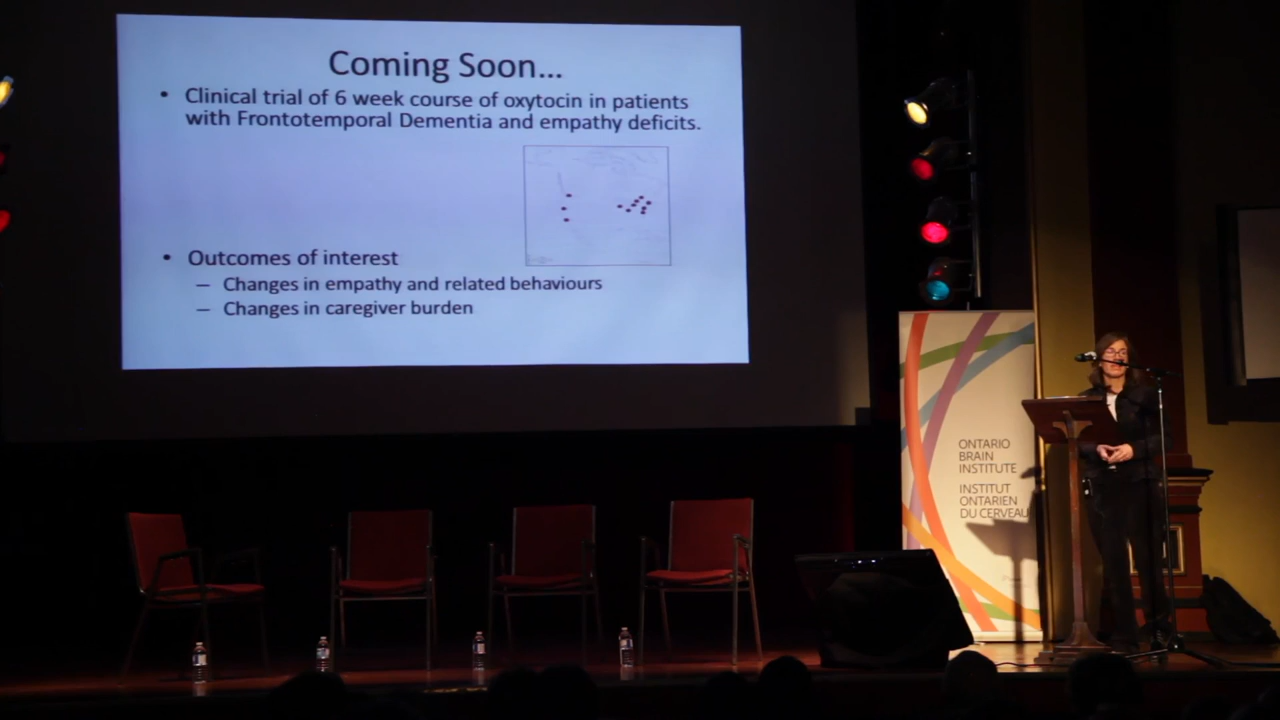 Coming Soon...
• Clinical trial of 6 week course of oxytocin in patients
with Frontotemporal Dementia and empathy deficits.
• Outcomes of interest
– Changes in empathy and related behaviours
– Changes in caregiver burden
ONTARIO
BRAIN
INSTITUTE
INSTITUT
ONTARIEN
DU CERVEAU